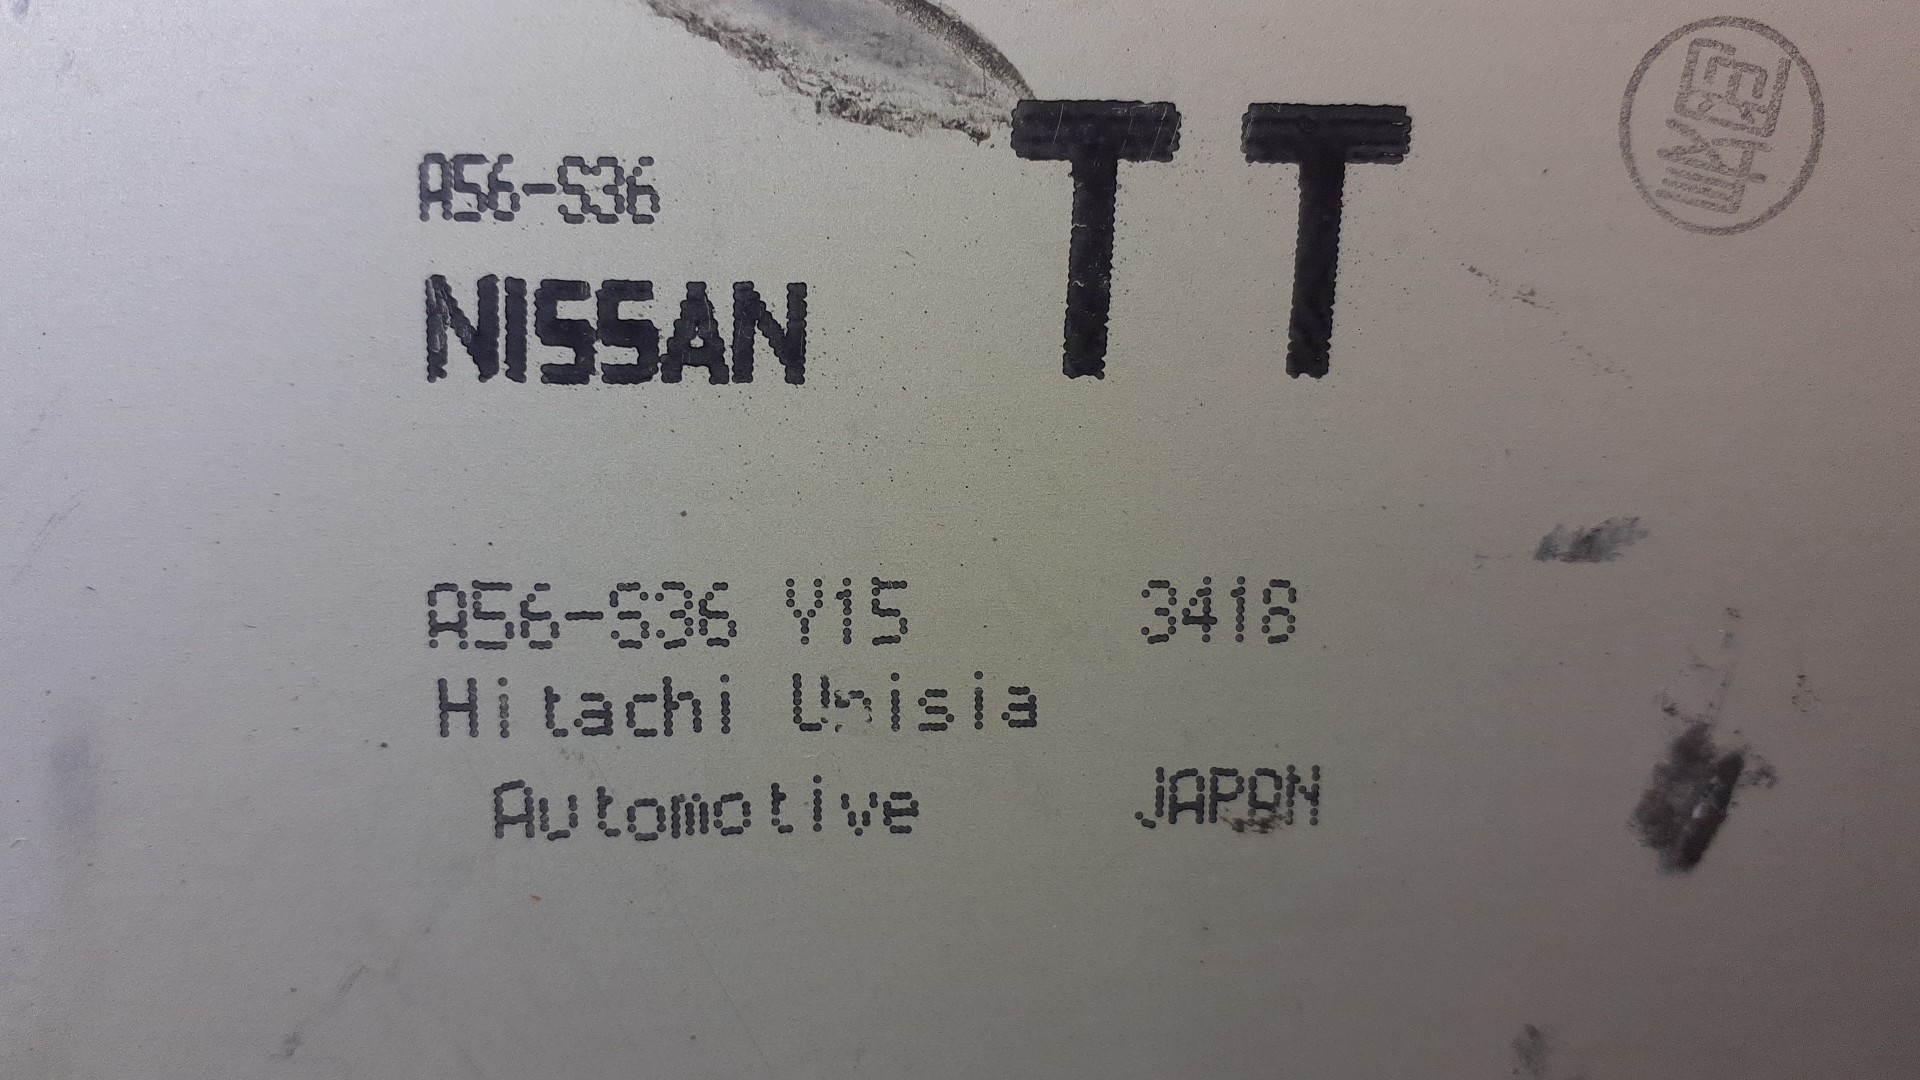 A56-S36
TT
NISSAN
A56-S36 Y15 3418
Hitachi Unisia
Automotive JAPAN